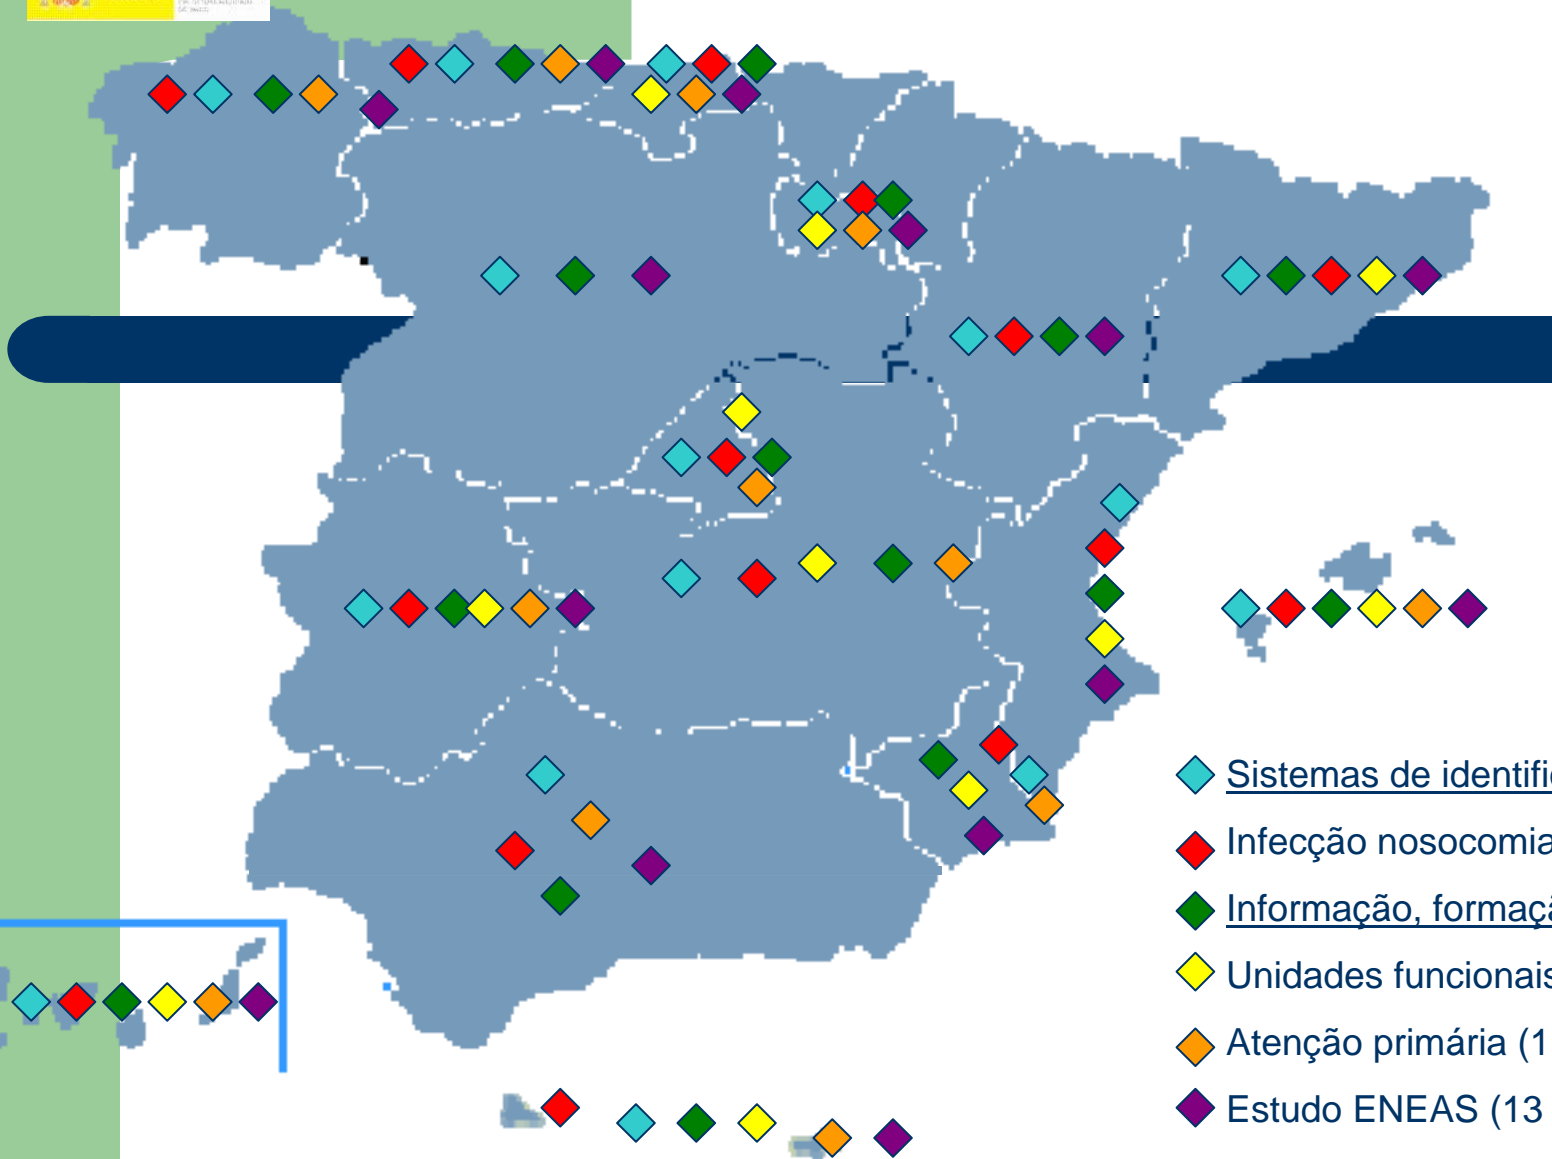 Sistemas de identifi
Infecção nosocomia
Informação, formaçã
Unidades funcionais
Atenção primária (1
Estudo ENEAS (13